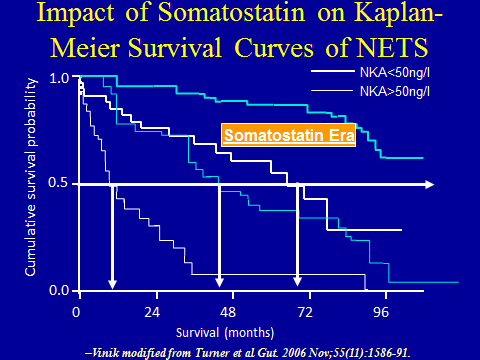 Impact of Somatostatin on Kaplan-
Meier Survival Curves of NETS
NKA<50ng/l
NKA>50ng/l
1.0
Somatostatin Era
Cumulative survival probability
0.5
0.0
0 24 48 72 96
Survival (months)
–Vinik modified from Turner et al Gut. 2006 Nov;55(11):1586-91.